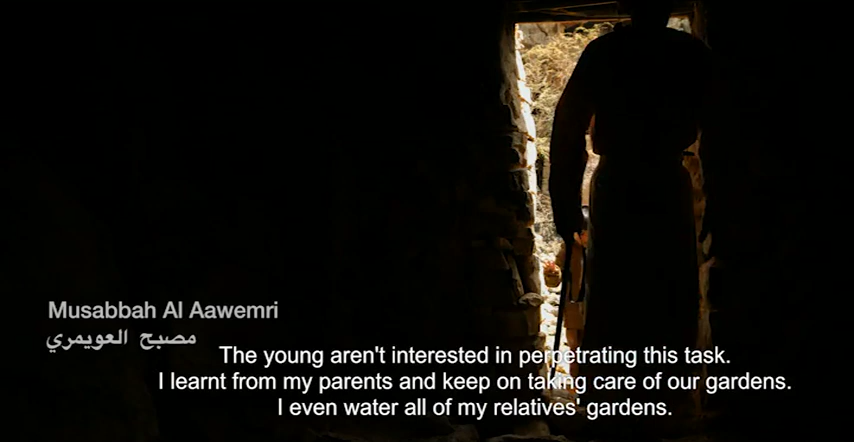 Musabbah Al Aawemri
مصبح العويمري
The young aren't interested in perpetrating this task.
I learnt from my parents and keep on taking care of our gardens.
I even water all of my relatives' gardens.